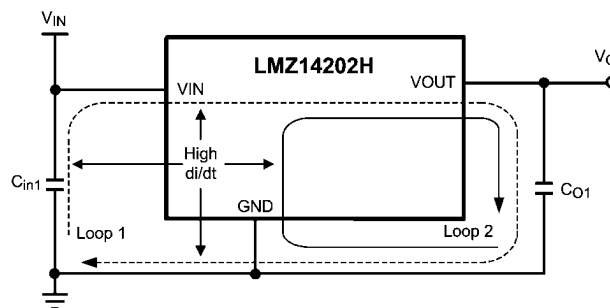 VIN
LMZ14202H
VIN
VOUT
High
di/dt
Cin1
CO1
GND
Loop 1
Loop 2